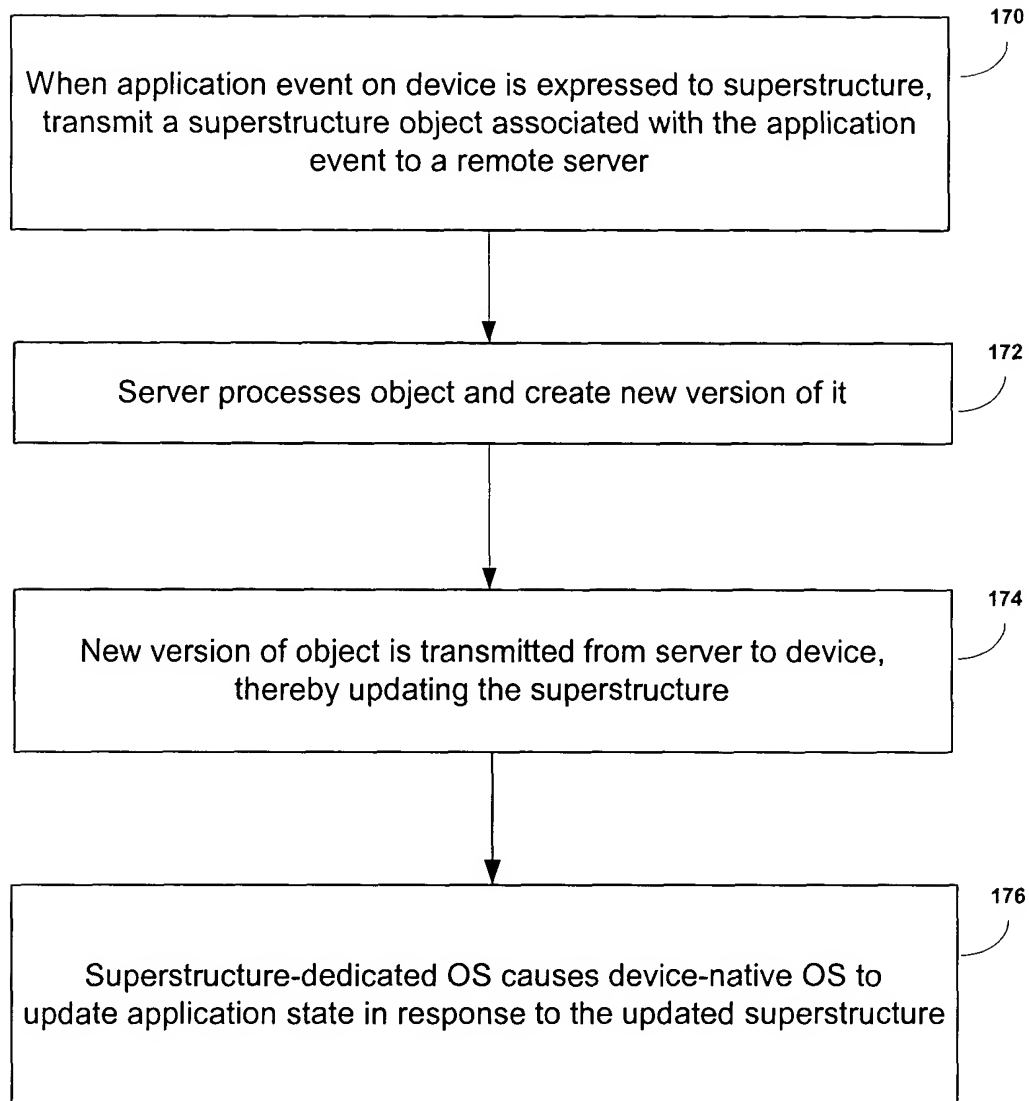 170
When application event on device is expressed to superstructure,
transmit a superstructure object associated with the application
event to a remote server
172
Server processes object and create new version of it
174
New version of object is transmitted from server to device,
thereby updating the superstructure
176
Superstructure-dedicated OS causes device-native OS to
update application state in response to the updated superstructure